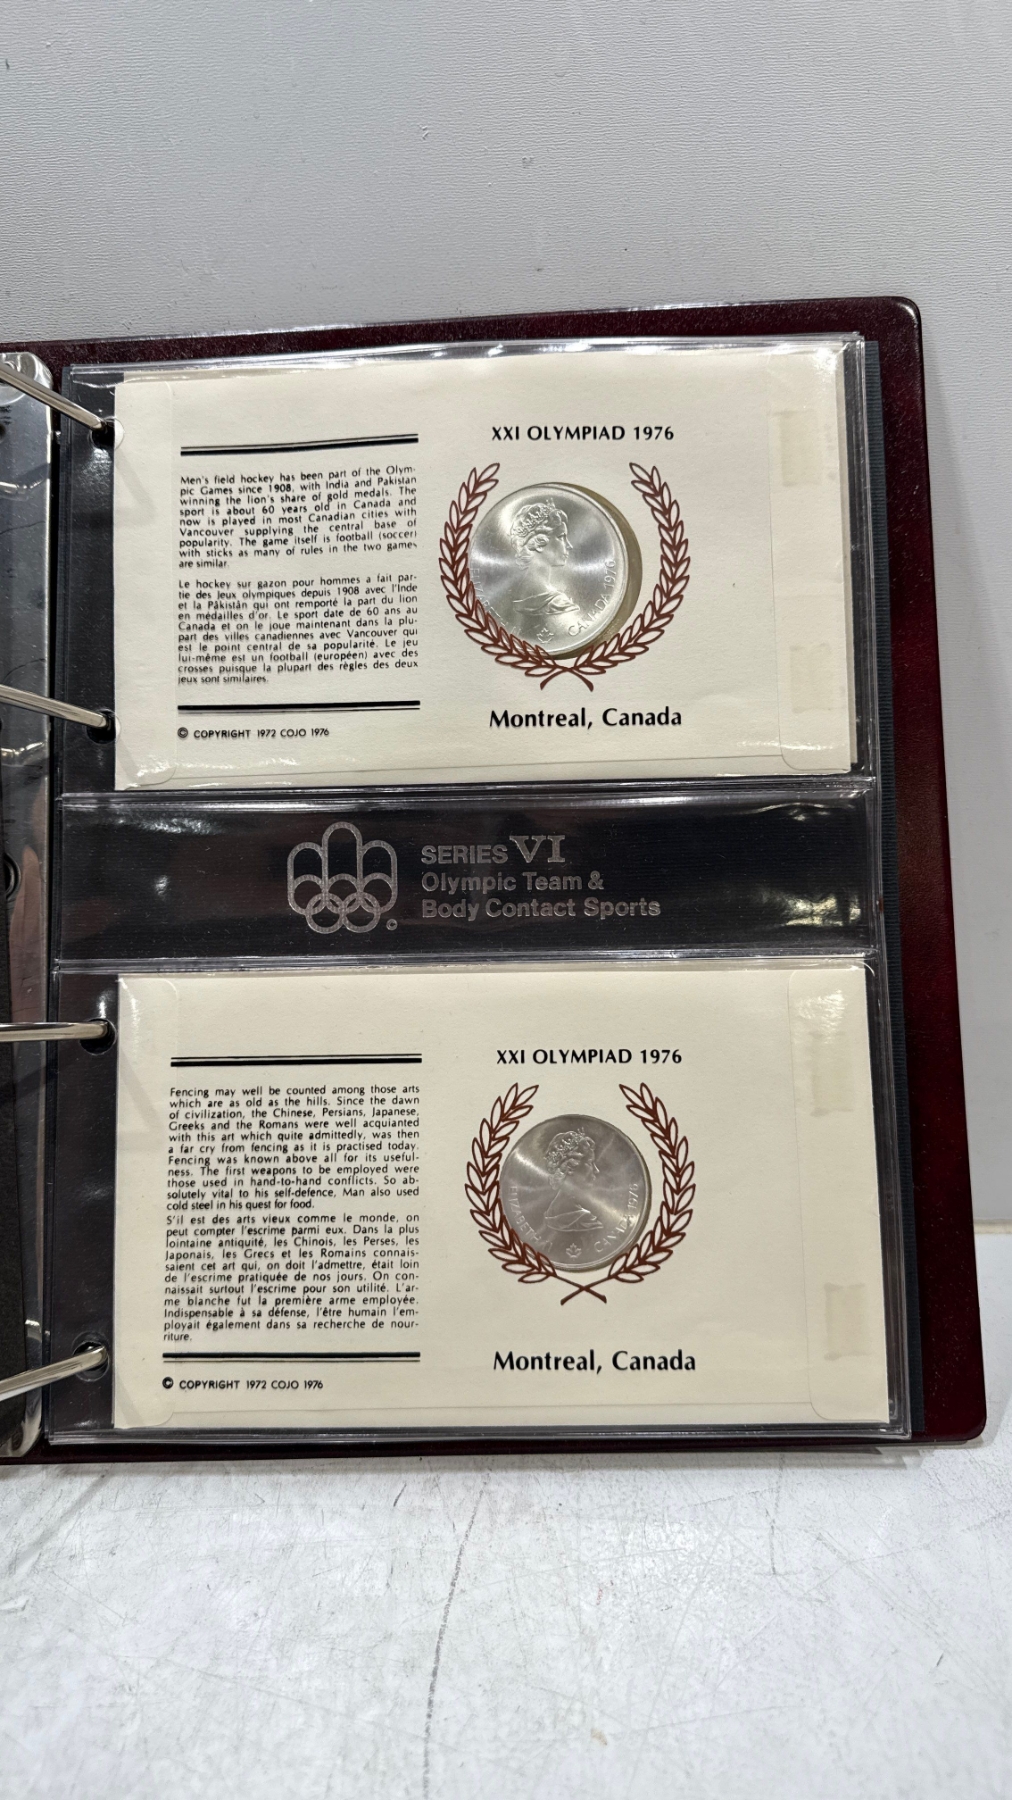 Men's field hockey has been part of the Olym-
pic Games since 1908, with India and Pakistan
winning the lion's share of gold medals. The
sport is about 60 years old in Canada and
now is played in most Canadian cities with
Vancouver supplying the central base of
popularity. The game itself is football (soccer)
with sticks as many of rules in the two games
are similar.
Le hockey sur gazon pour hommes a fait par-
tie des Jeux olympiques depuis 1908 avec l'Inde
et la Pâkistân qui ont remporté la part du lion
en médailles d'or. Le sport date de 60 ans au
Canada et on le joue maintenant dans la plu-
part des villes canadiennes avec Vancouver qui
est le point central de sa popularité. Le jeu
lui-même est un football (européen) avec des
crosses puisque la plupart des règles des deux
jeux sont similaires.
© COPYRIGHT 1972 COJO 1976
XXI OLYMPIAD 1976
CANADA 1976
Montreal, Canada
SERIES VI
Olympic Team &
Body Contact Sports
©
Fencing may well be counted among those arts
which are as old as the hills. Since the dawn
of civilization, the Chinese, Persians, Japanese,
Greeks and the Romans were well acquianted
with this art which quite admittedly, was then
a far cry from fencing as it is practised today.
Fencing was known above all for its useful-
ness. The first weapons to be employed were
those used in hand-to-hand conflicts. So ab-
solutely vital to his self-defence, Man also used
cold steel in his quest for food.
S'il est des arts vieux comme le monde, on
peut compter l'escrime parmi eux. Dans la plus
lointaine antiquité, les Chinois, les Perses, les
Japonais, les Grecs et les Romains connais-
saient cet art qui, on doit l'admettre, était loin
de l'escrime pratiquée de nos jours. On con-
naissait surtout l'escrime pour son utilité. L'ar-
me blanche fut la première arme employée.
Indispensable à sa défense, l'être humain l'em-
ployait également dans sa recherche de nour-
riture.
© COPYRIGHT 1972 COJO 1976
XXI OLYMPIAD 1976
ELIZABETH II
CANADA 1976
Montreal, Canada